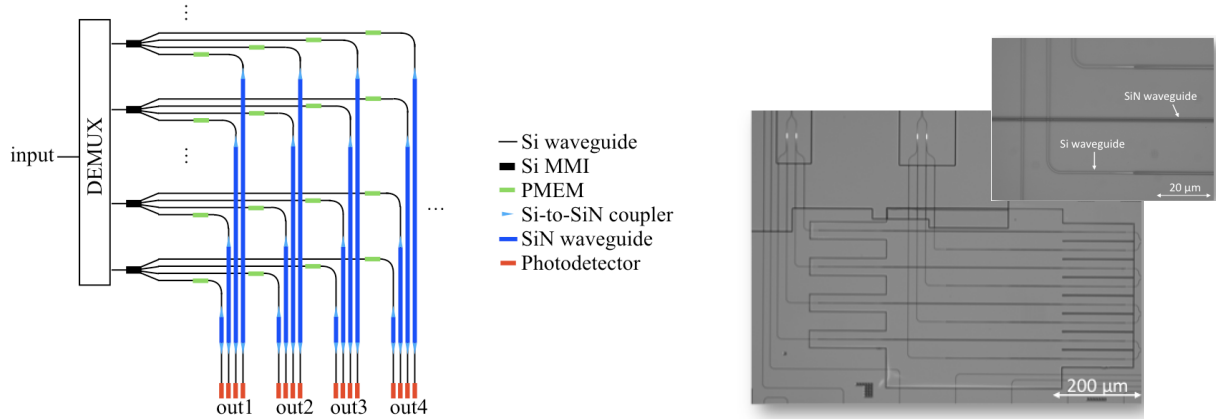 input
DEMUX
Si waveguide
Si MMI
PMEM
Si-to-SiN coupler
SiN waveguide
Photodetector
out1 out2 out3 out4
SiN waveguide
Si waveguide
20 µm
200 µm